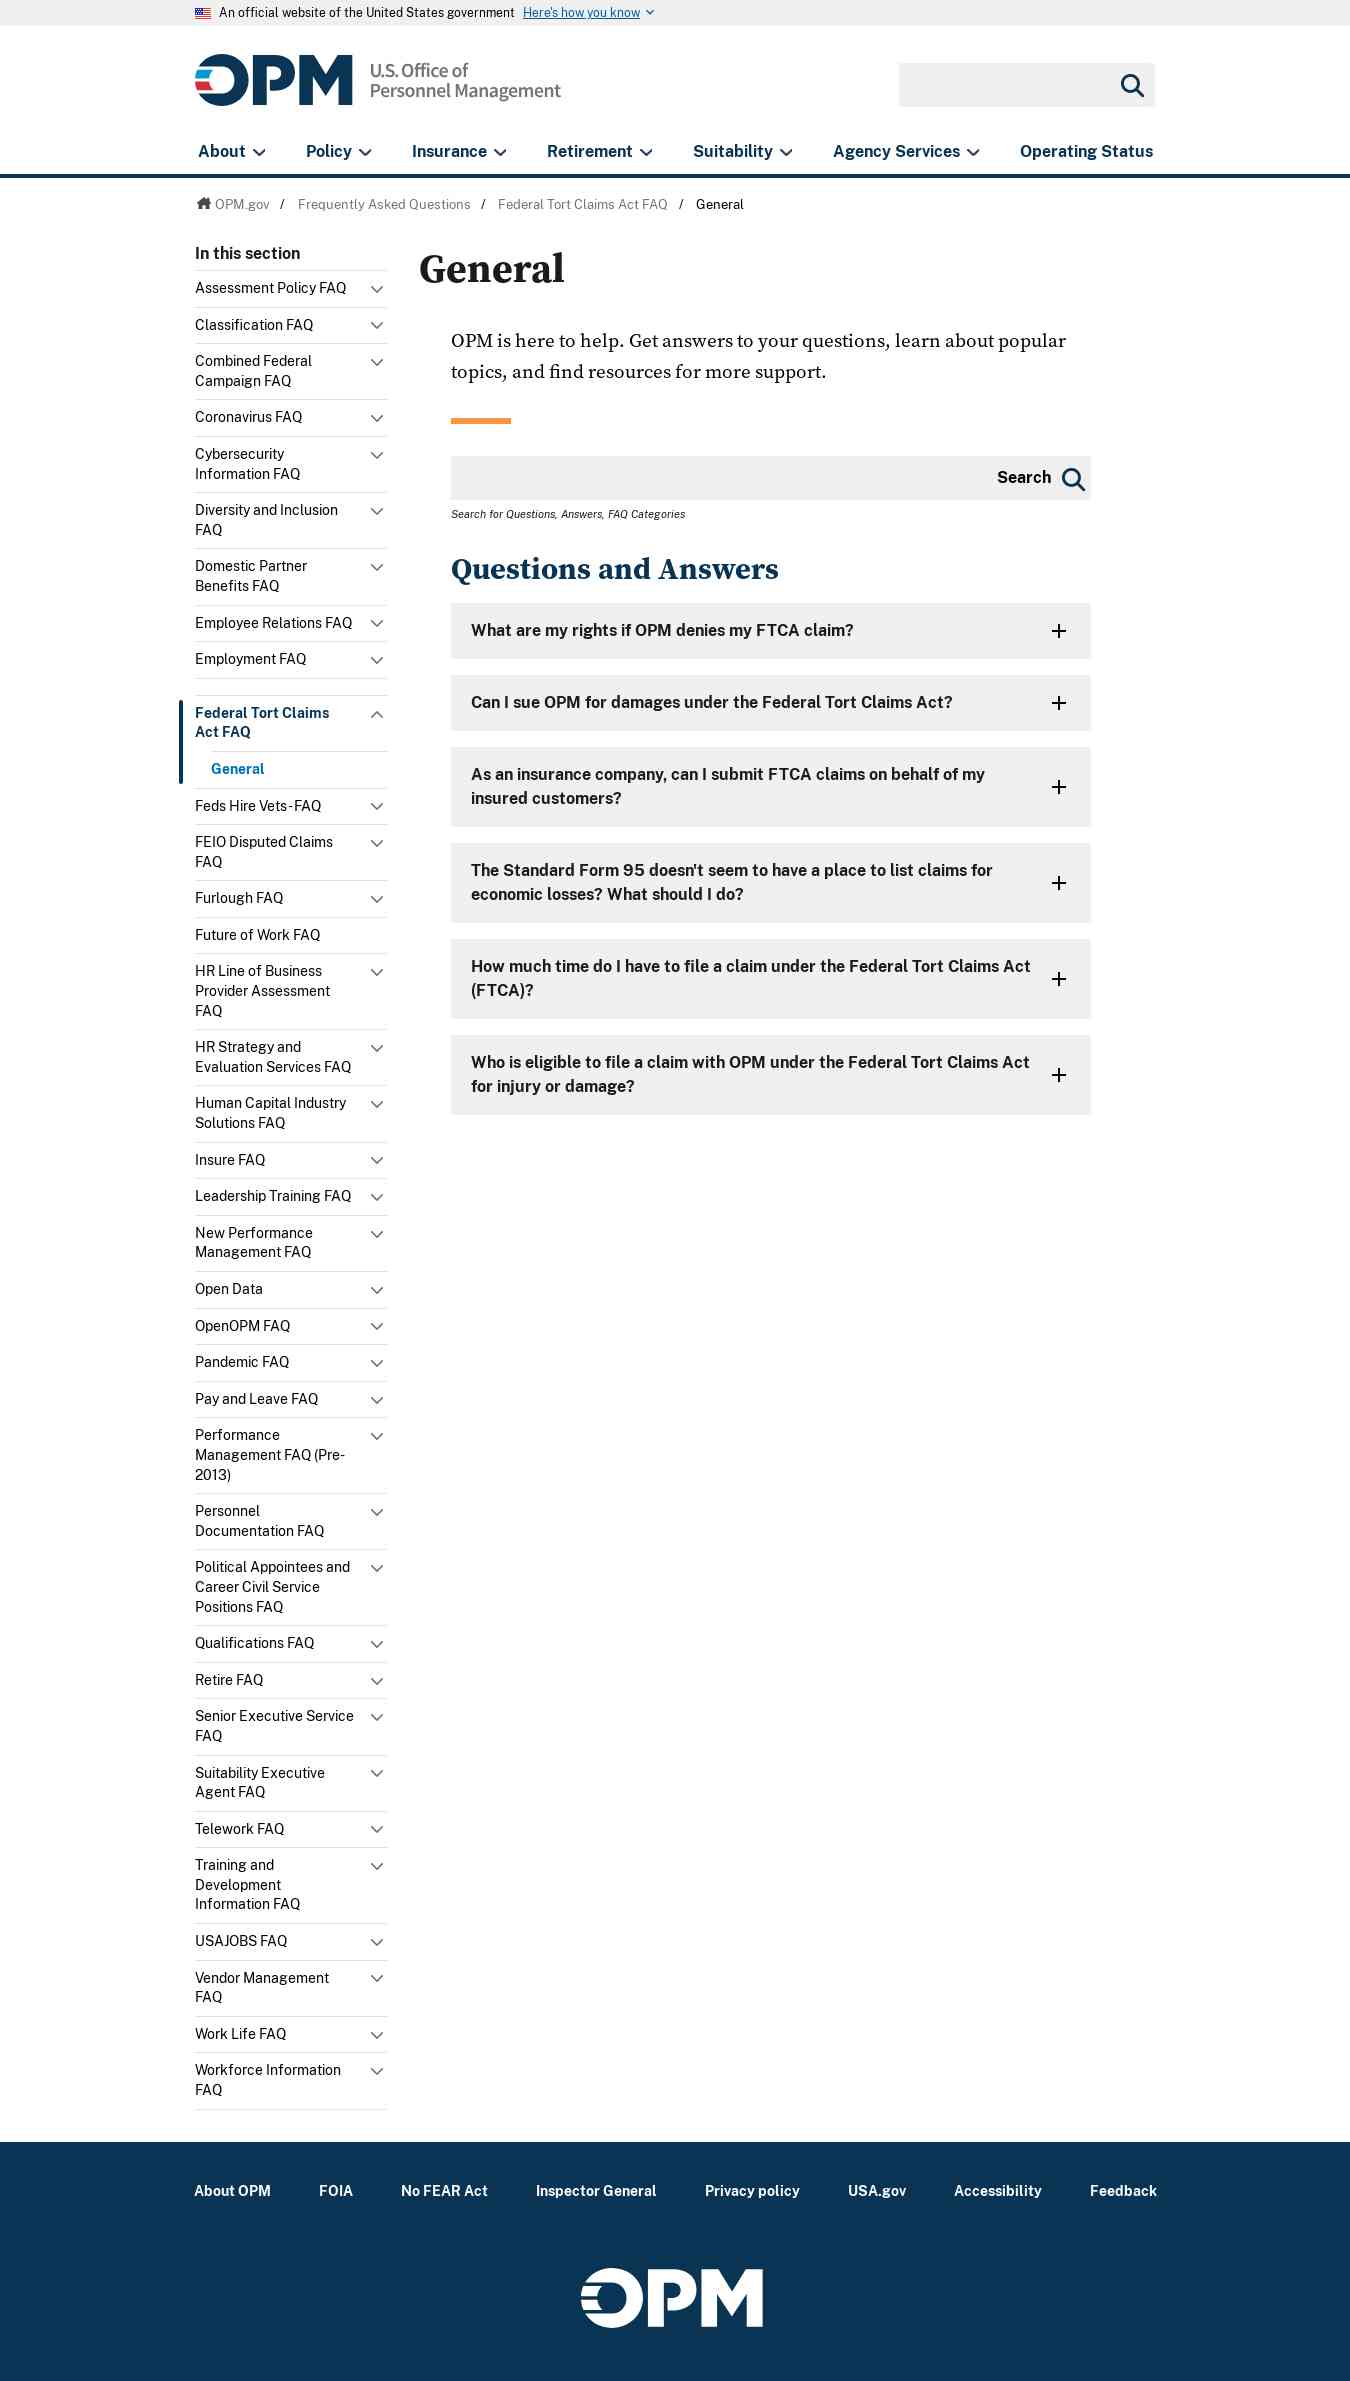 An official website of the United States government Here's how you know
OPM U.S. Office of
Personnel Management
About Policy Insurance Retirement Suitability Agency Services Operating Status
OPM.gov / Frequently Asked Questions / Federal Tort Claims Act FAQ / General
In this section
Assessment Policy FAQ
Classification FAQ
Combined Federal
Campaign FAQ
Coronavirus FAQ
Cybersecurity
Information FAQ
Diversity and Inclusion
FAQ
Domestic Partner
Benefits FAQ
Employee Relations FAQ
Employment FAQ
Federal Tort Claims
Act FAQ
General
Feds Hire Vets-FAQ
FEIO Disputed Claims
FAQ
Furlough FAQ
Future of Work FAQ
HR Line of Business
Provider Assessment
FAQ
HR Strategy and
Evaluation Services FAQ
Human Capital Industry
Solutions FAQ
Insure FAQ
Leadership Training FAQ
New Performance
Management FAQ
Open Data
OpenOPM FAQ
Pandemic FAQ
Pay and Leave FAQ
Performance
Management FAQ (Pre-
2013)
Personnel
Documentation FAQ
Political Appointees and
Career Civil Service
Positions FAQ
Qualifications FAQ
Retire FAQ
Senior Executive Service
FAQ
Suitability Executive
Agent FAQ
Telework FAQ
Training and
Development
Information FAQ
USAJOBS FAQ
Vendor Management
FAQ
Work Life FAQ
Workforce Information
FAQ
General
OPM is here to help. Get answers to your questions, learn about popular
topics, and find resources for more support.
Search
Search for Questions, Answers, FAQ Categories
Questions and Answers
What are my rights if OPM denies my FTCA claim?
Can I sue OPM for damages under the Federal Tort Claims Act?
As an insurance company, can I submit FTCA claims on behalf of my
insured customers?
The Standard Form 95 doesn't seem to have a place to list claims for
economic losses? What should I do?
How much time do I have to file a claim under the Federal Tort Claims Act
(FTCA)?
Who is eligible to file a claim with OPM under the Federal Tort Claims Act
for injury or damage?
About OPM FOIA No FEAR Act Inspector General Privacy policy USA.gov Accessibility Feedback
OPM